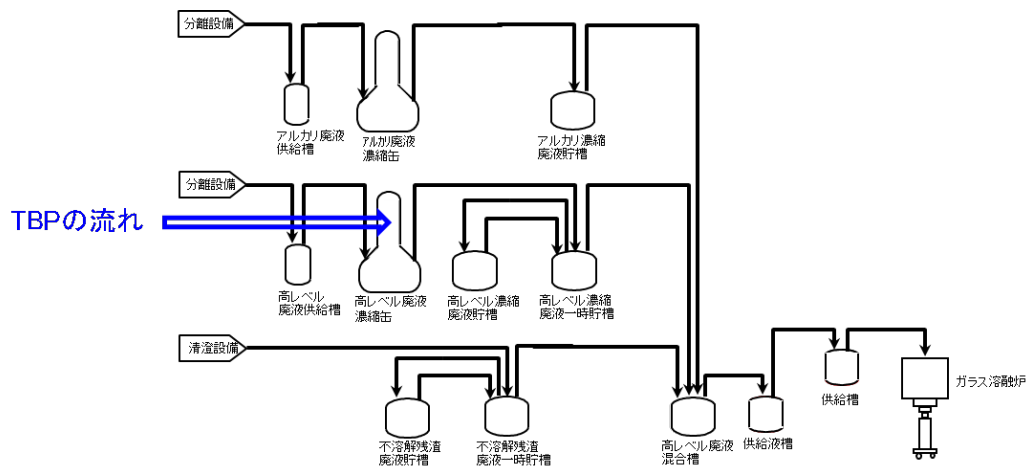 分離設備
アルカリ廃液
供給槽
アルカリ廃液
濃縮缶
アルカリ濃縮
廃液貯槽
分離設備
TBPの流れ
高レベル
廃液供給槽
高レベル廃液
濃縮缶
高レベル濃縮
廃液貯槽
高レベル濃縮
廃液一時貯槽
清澄設備
不溶解残渣
廃液貯槽
不溶解残渣
廃液一時貯槽
高レベル廃液
混合槽
供給液槽
供給槽
ガラス溶融炉